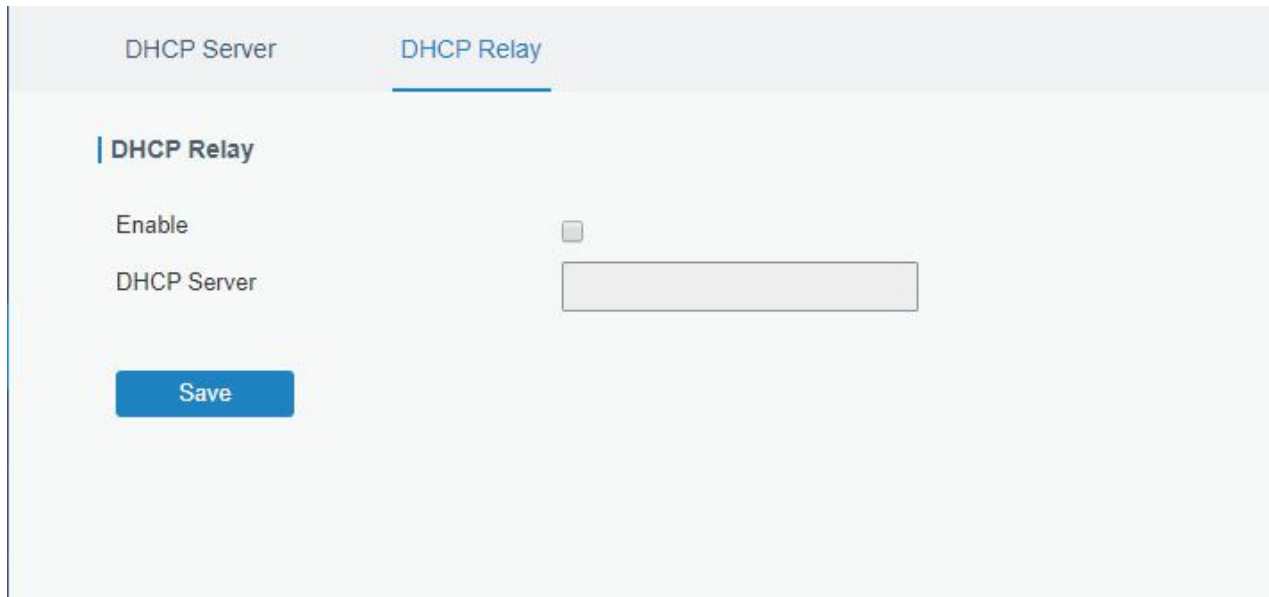 DHCP Server DHCP Relay
DHCP Relay
Enable
DHCP Server
Save